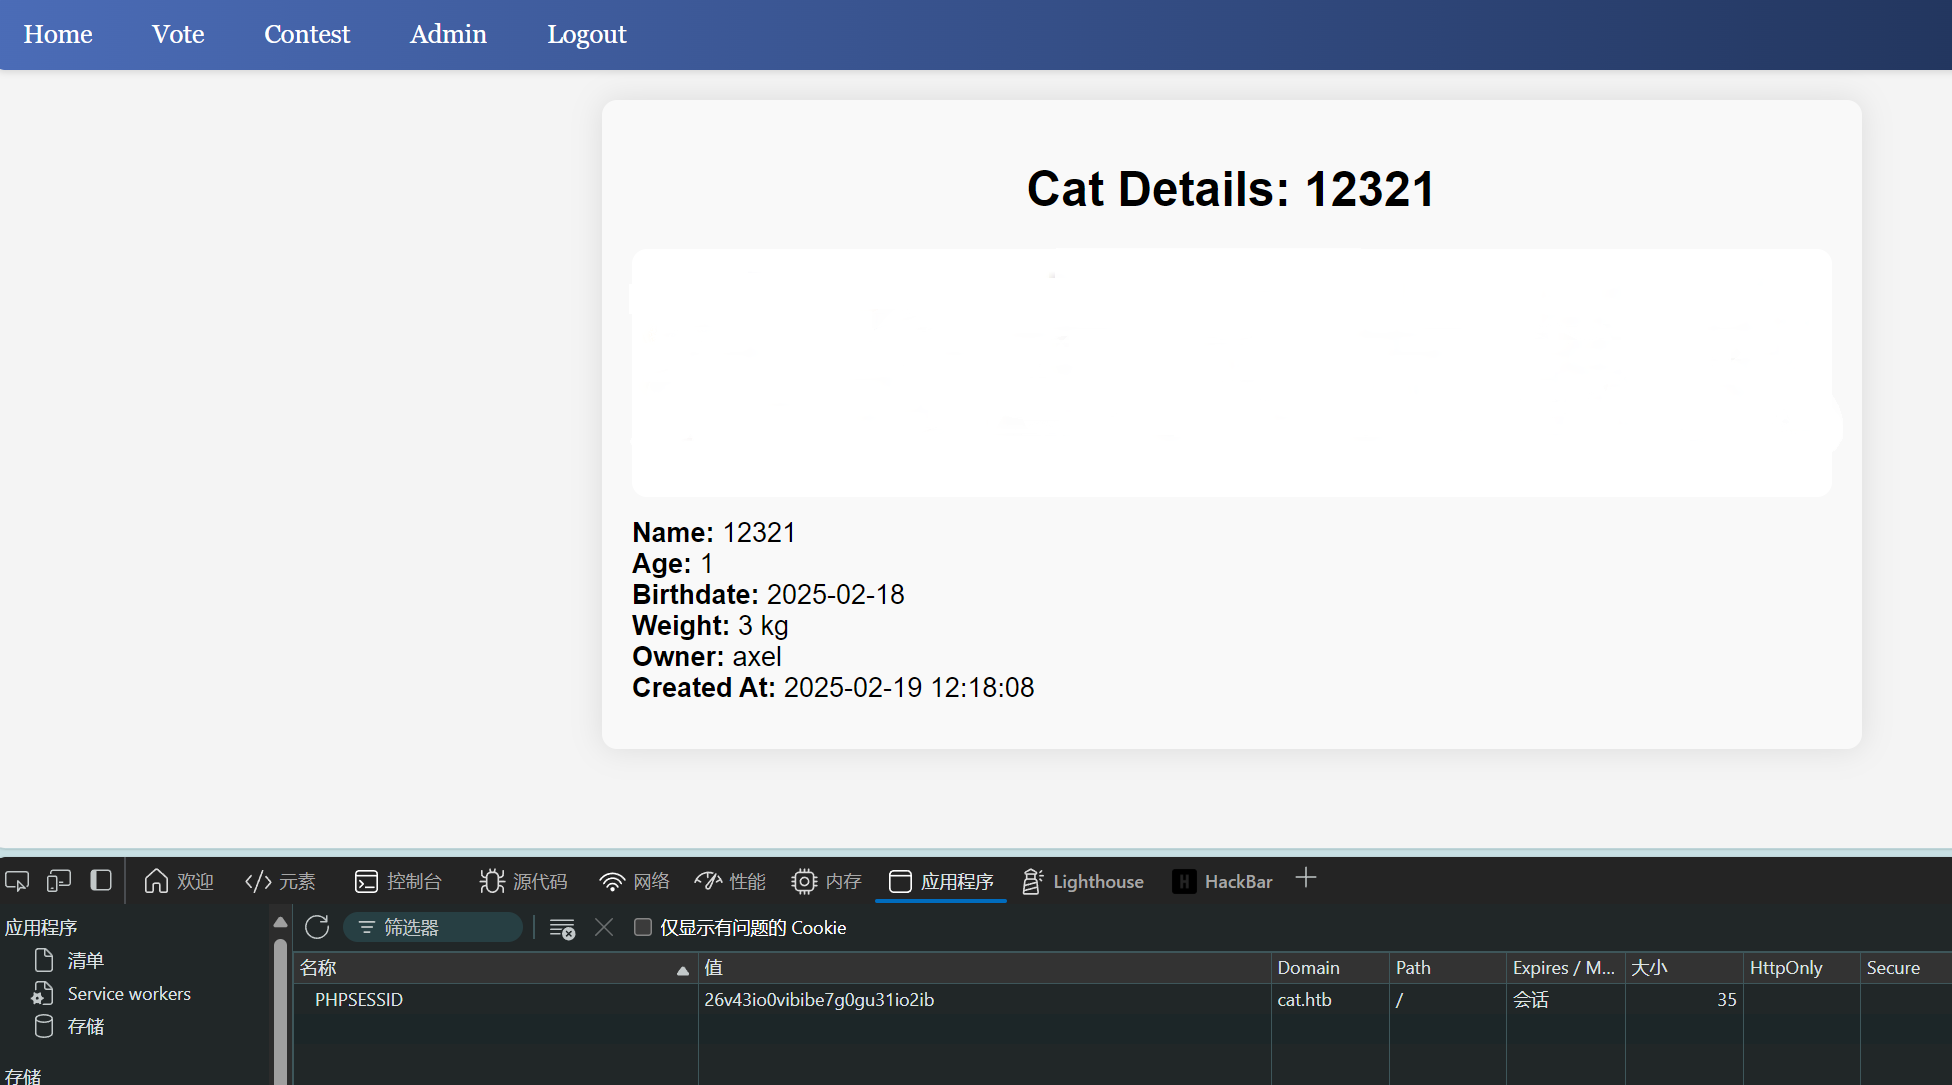 Home Vote Contest Admin Logout
Cat Details: 12321
Name: 12321
Age: 1
Birthdate: 2025-02-18
Weight: 3 kg
Owner: axel
Created At: 2025-02-19 12:18:08
欢迎 元素 控制台 源代码 网络 性能 内存 应用程序 Lighthouse H HackBar
应用程序 筛选器 仅显示有问题的 Cookie
清单 名称 值 Domain Path Expires / M... 大小 HttpOnly Secure
Service workers PHPSESSID 26v43io0vibibe7g0gu31io2ib cat.htb / 会话 35
存储
存储